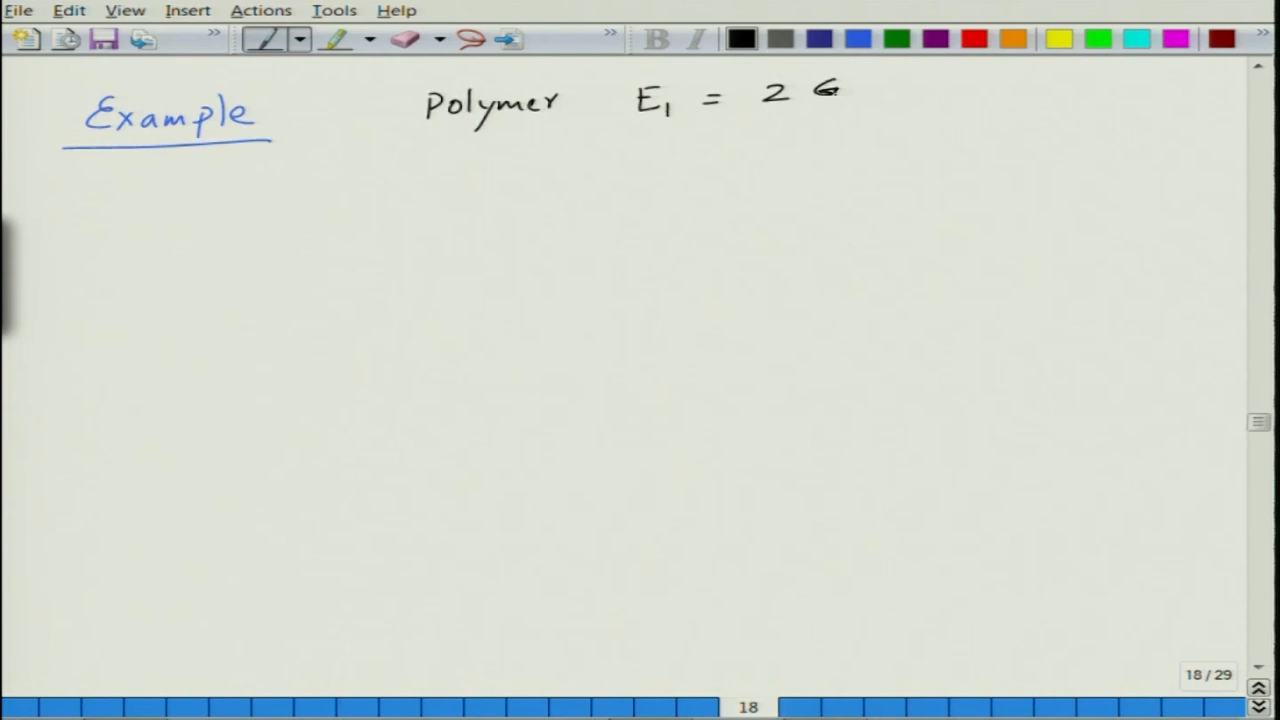 File Edit View Insert Actions Tools Help
B I
Example Polymer E₁ = 2 G
18 / 29
18